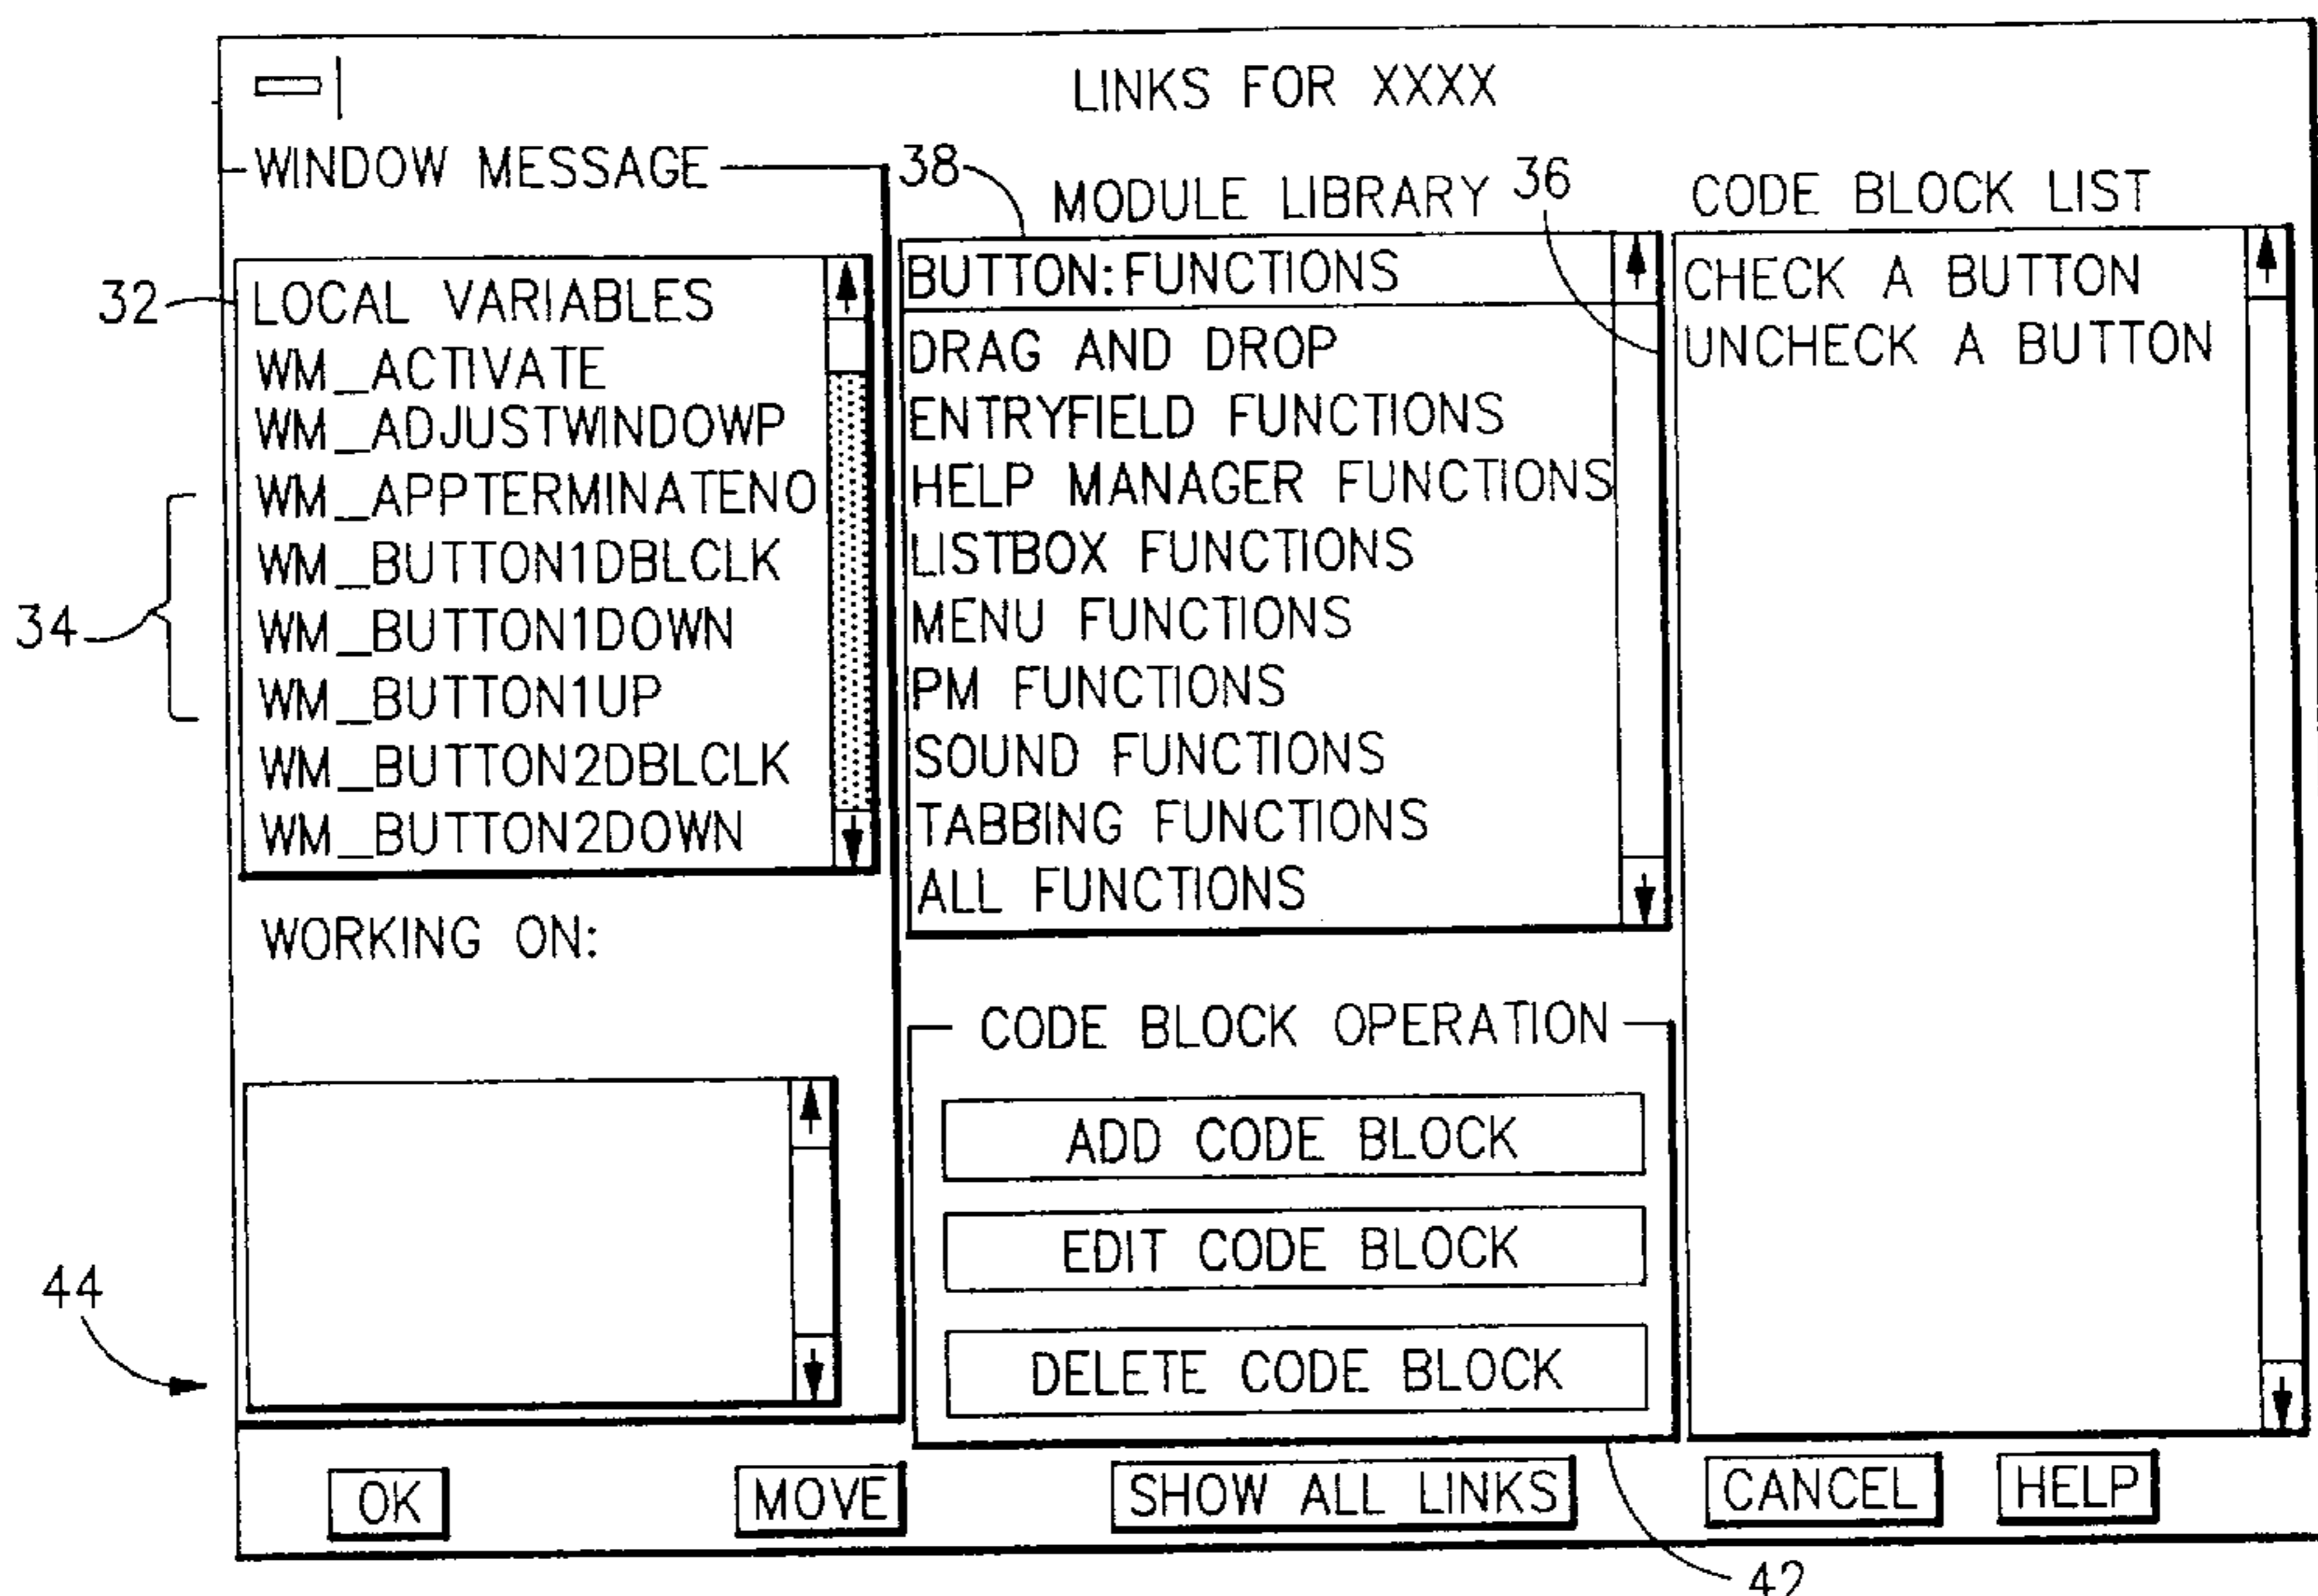 LINKS FOR XXXX
WINDOW MESSAGE
38
MODULE LIBRARY
36
CODE BLOCK LIST
32
LOCAL VARIABLES
WM_ACTIVATE
WM_ADJUSTWINDOWP
WM_APPTERMINATENO
WM_BUTTON1DBLCLK
WM_BUTTON1DOWN
WM_BUTTON1UP
WM_BUTTON2DBLCLK
WM_BUTTON2DOWN
34
BUTTON:FUNCTIONS
DRAG AND DROP
ENTRYFIELD FUNCTIONS
HELP MANAGER FUNCTIONS
LISTBOX FUNCTIONS
MENU FUNCTIONS
PM FUNCTIONS
SOUND FUNCTIONS
TABBING FUNCTIONS
ALL FUNCTIONS
CHECK A BUTTON
UNCHECK A BUTTON
WORKING ON:
44
CODE BLOCK OPERATION
ADD CODE BLOCK
EDIT CODE BLOCK
DELETE CODE BLOCK
OK
MOVE
SHOW ALL LINKS
CANCEL
HELP
42